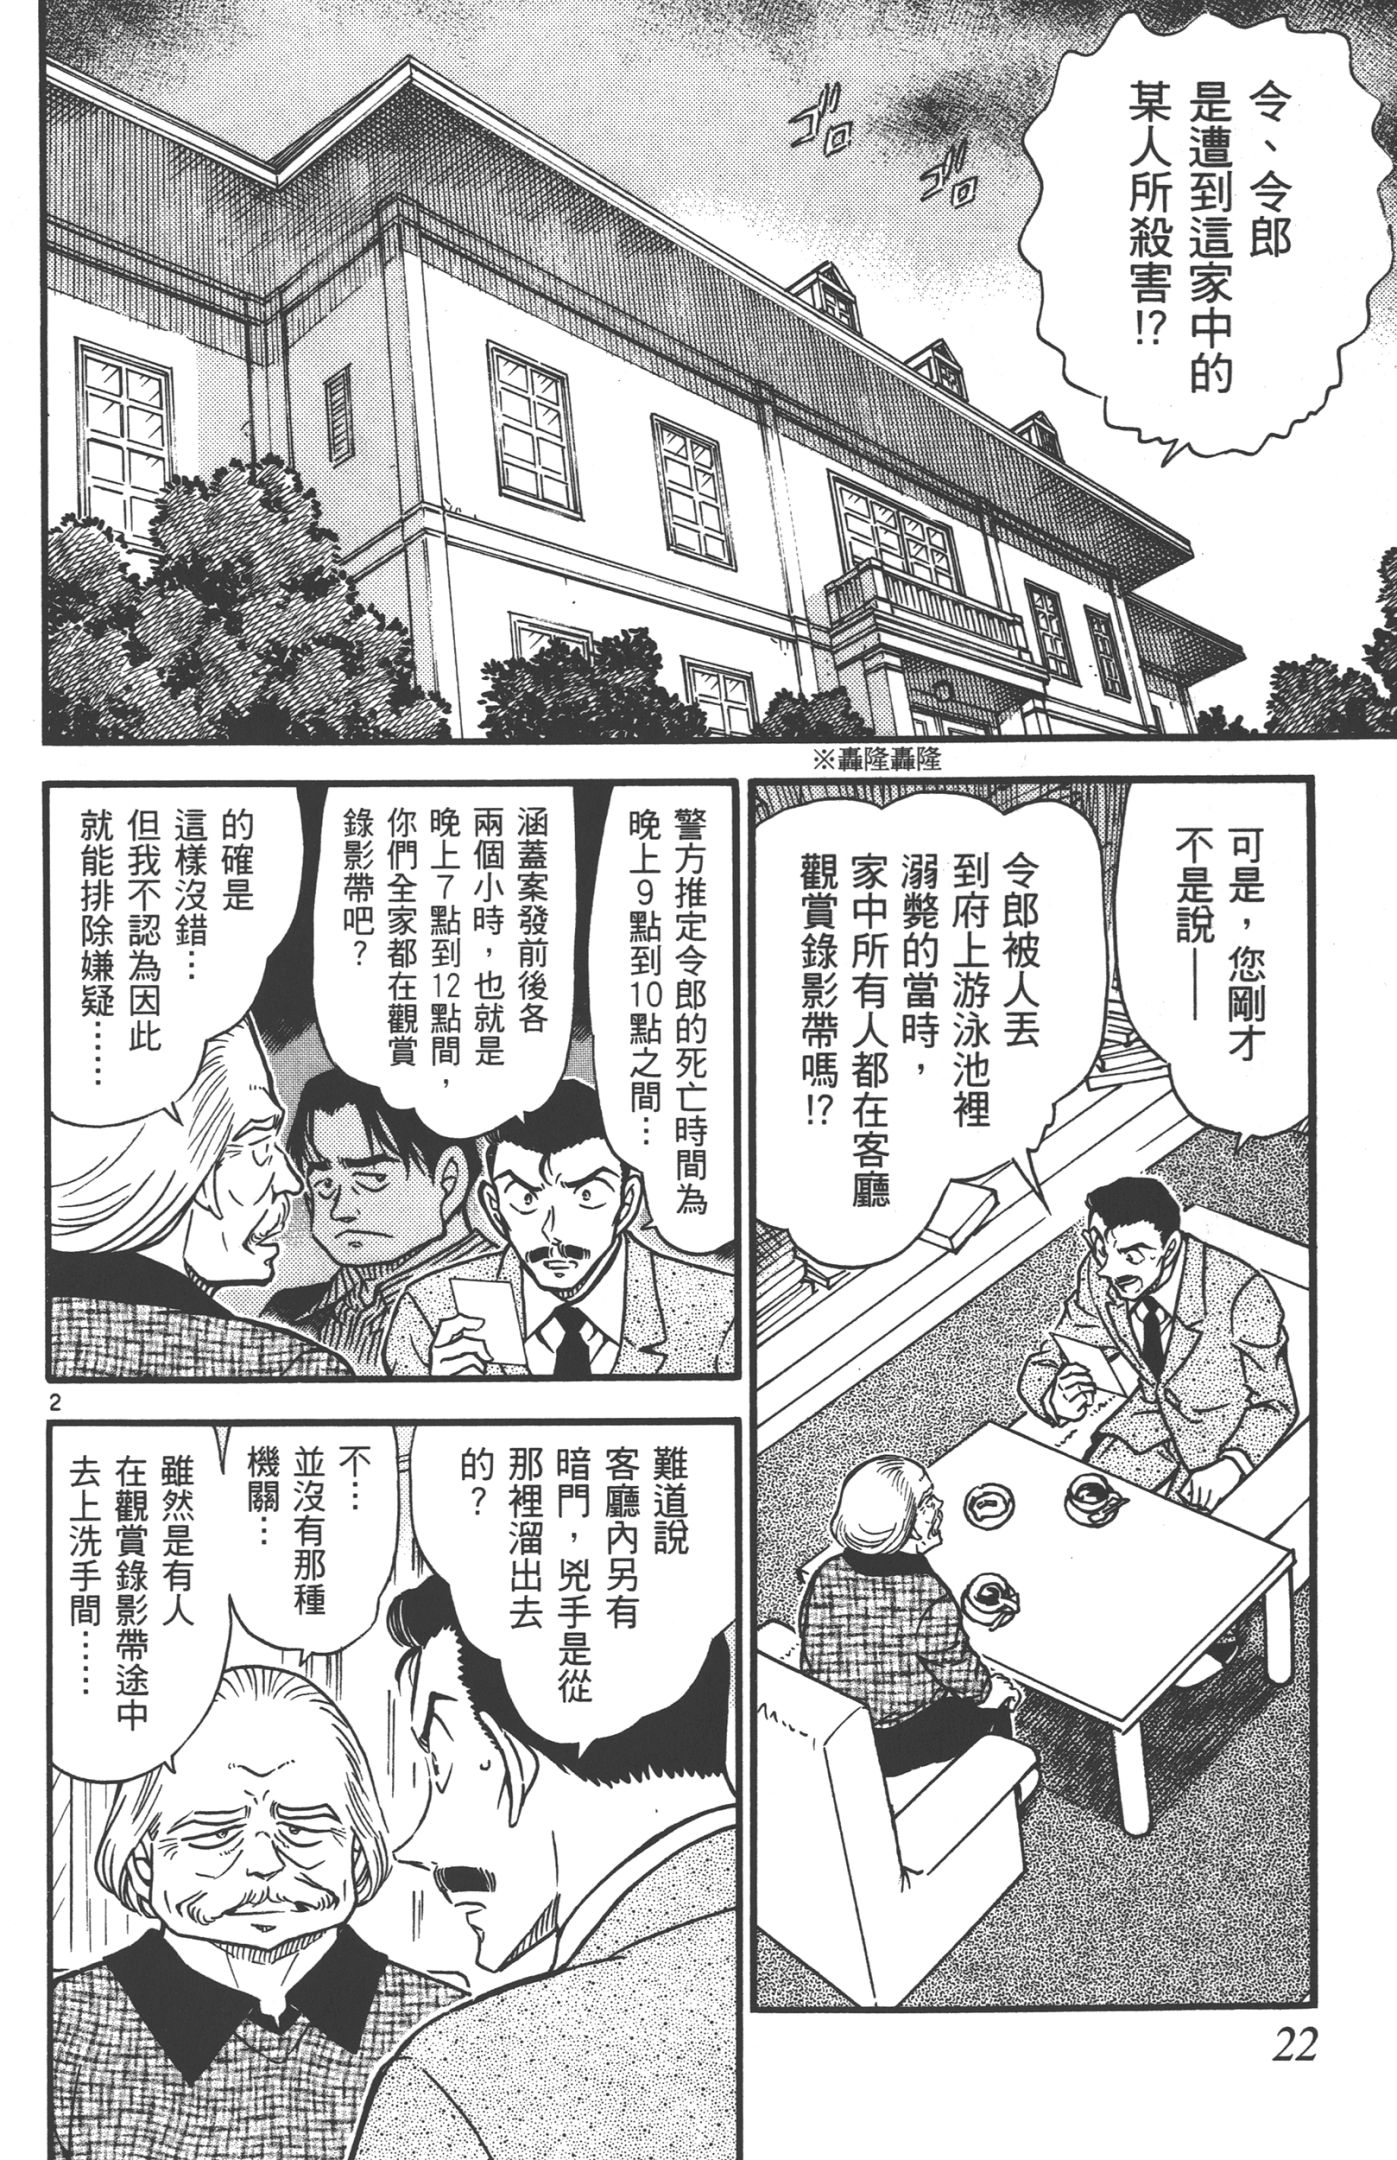 令、令郎
是遭到這家中的
某人所殺害!?
ゴロ
ゴロ
※轟隆轟隆
可是，您剛才
不是說——
令郎被人丟
到府上游泳池裡
溺斃的當時，
家中所有人都在客廳
觀賞錄影帶嗎!?
警方推定令郎的死亡時間為
晚上9點到10點之間…
涵蓋案發前後各
兩個小時，也就是
晚上7點到12點間，
你們全家都在觀賞
錄影帶吧？
的確是
這樣沒錯…
但我不認為因此
就能排除嫌疑……
2
難道說
客廳內另有
暗門，兇手是從
那裡溜出去
的？
不…
並沒有那種
機關…
雖然是有人
在觀賞錄影帶途中
去上洗手間……
22